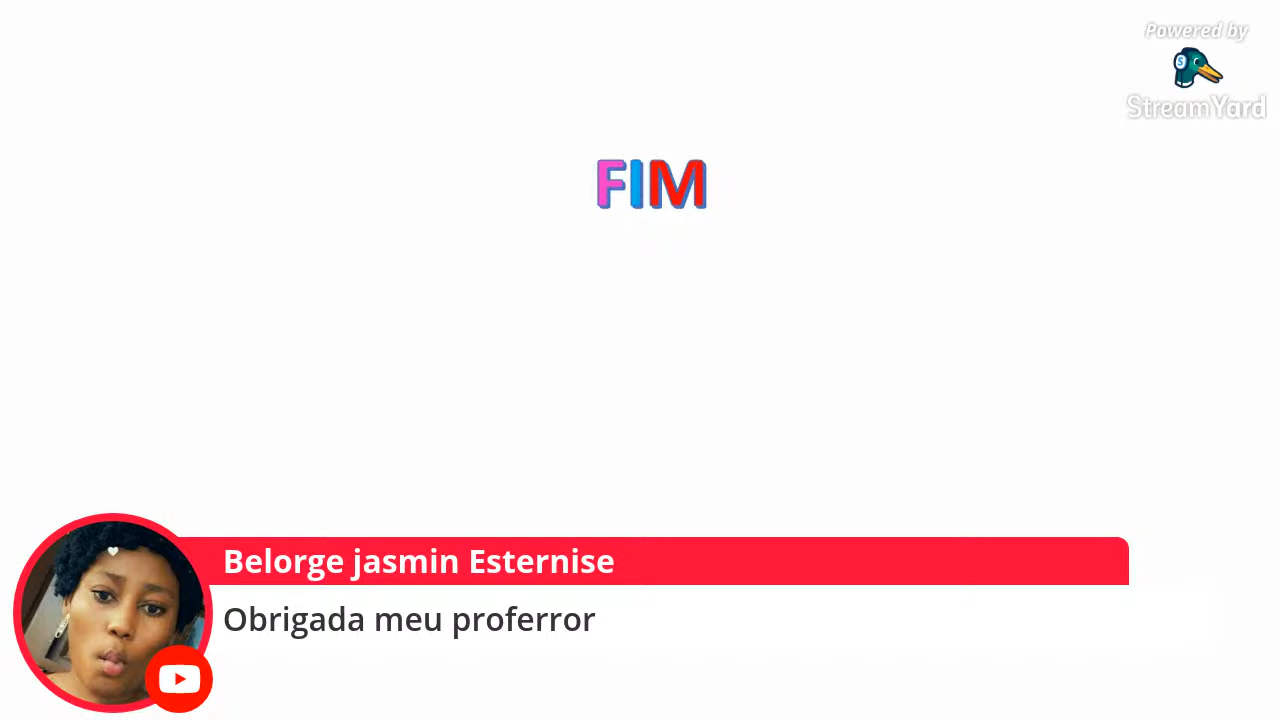 Powered by
StreamYard
FIM
Belorge jasmin Esternise
Obrigada meu proferror